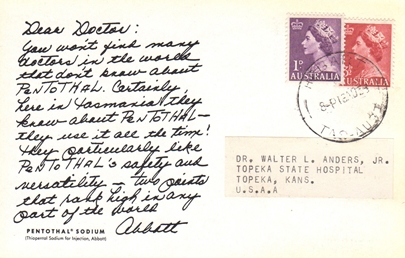 Dear Doctor:
You won't find many
doctors in the world
that don't know about
PENTOTHAL. Certainly,
here in Tasmania they
know about PENTOTHAL—
they use it all the time!
They particularly like
PENTOTHAL's safety and
versatility — two points
that rank high in any
part of the world
Abbott
PENTOTHAL® SODIUM
(Thiopental Sodium for Injection, Abbott)
1D
AUSTRALIA
AUSTRALIA
DR. WALTER L. ANDERS, JR.
TOPEKA STATE HOSPITAL
TOPEKA, KANS.
U.S.A.